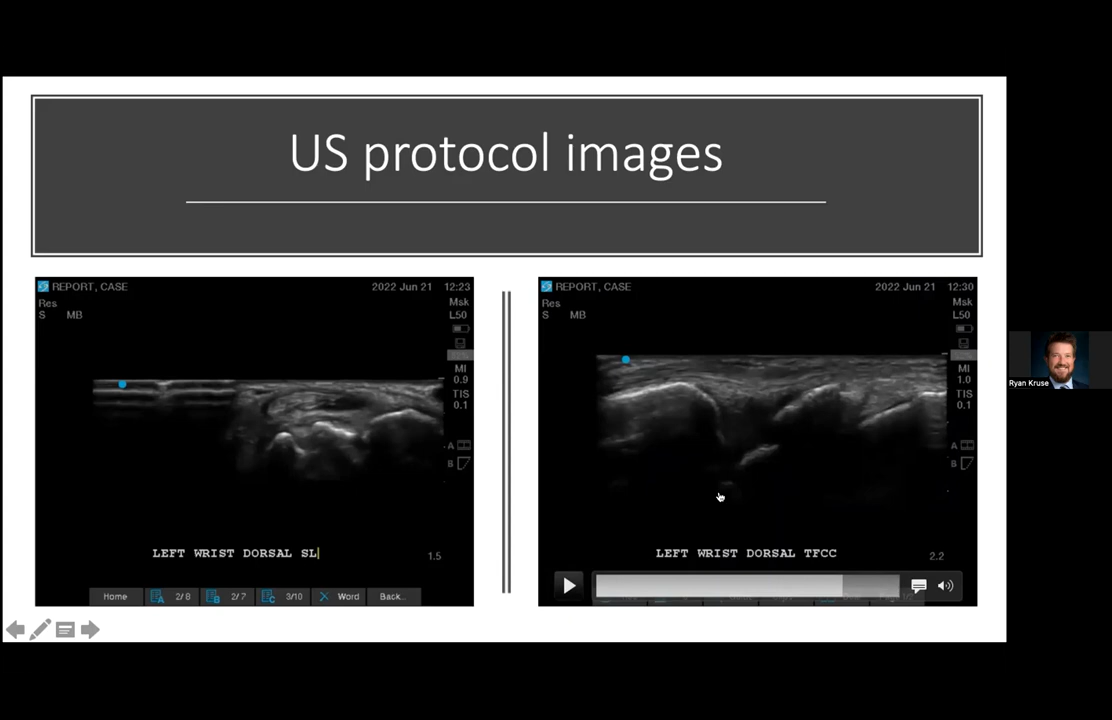 US protocol images
REPORT, CASE 2022 Jun 21 12:23
Res
S MB
Msk
L50
MI
0.9
TIS
0.1
A
B
LEFT WRIST DORSAL SL
1.5
Home A 2/8 B 2/7 C 3/10 Word Back..
REPORT, CASE 2022 Jun 21 12:30
Res
S MB
Msk
L50
MI
1.0
TIS
0.1
A
B
LEFT WRIST DORSAL TFCC
2.2
Ryan Kruse